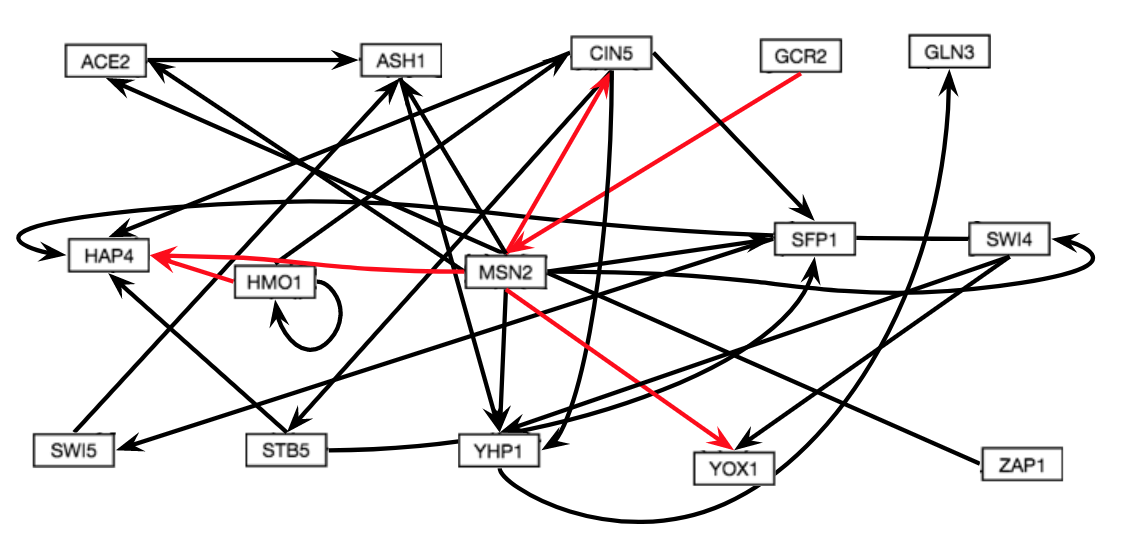 ACE2
ASH1
CIN5
GCR2
GLN3
HAP4
HMO1
MSN2
SFP1
SWI4
SWI5
STB5
YHP1
YOX1
ZAP1